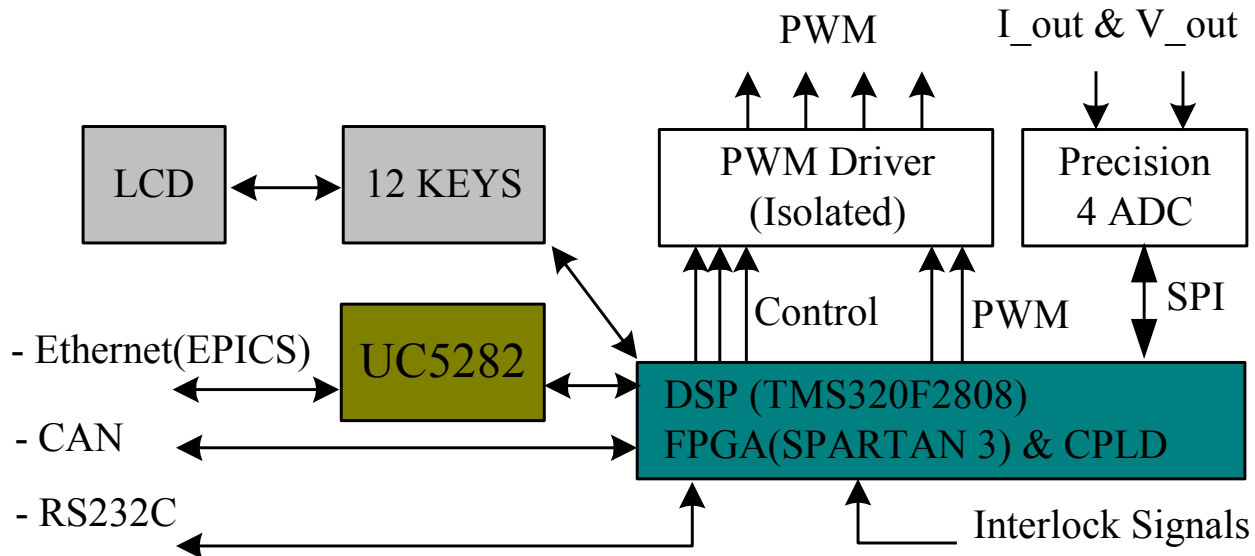 PWM
I_out & V_out
LCD
12 KEYS
PWM Driver
(Isolated)
Precision
4 ADC
Control
PWM
SPI
- Ethernet(EPICS)
UC5282
DSP (TMS320F2808)
FPGA(SPARTAN 3) & CPLD
- CAN
- RS232C
Interlock Signals